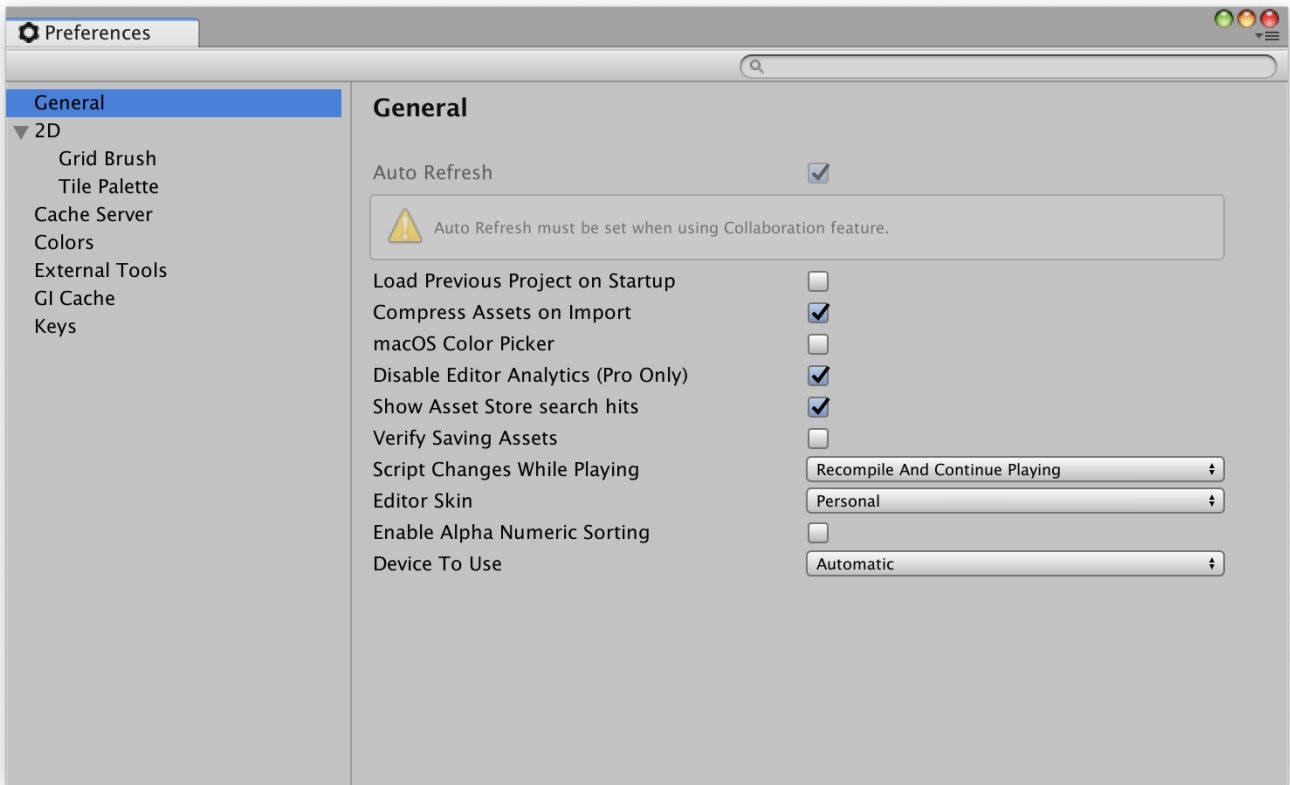 Preferences
General
2D
Grid Brush
Tile Palette
Cache Server
Colors
External Tools
GI Cache
Keys
General
Auto Refresh
Auto Refresh must be set when using Collaboration feature.
Load Previous Project on Startup
Compress Assets on Import
macOS Color Picker
Disable Editor Analytics (Pro Only)
Show Asset Store search hits
Verify Saving Assets
Script Changes While Playing Recompile And Continue Playing
Editor Skin Personal
Enable Alpha Numeric Sorting
Device To Use Automatic